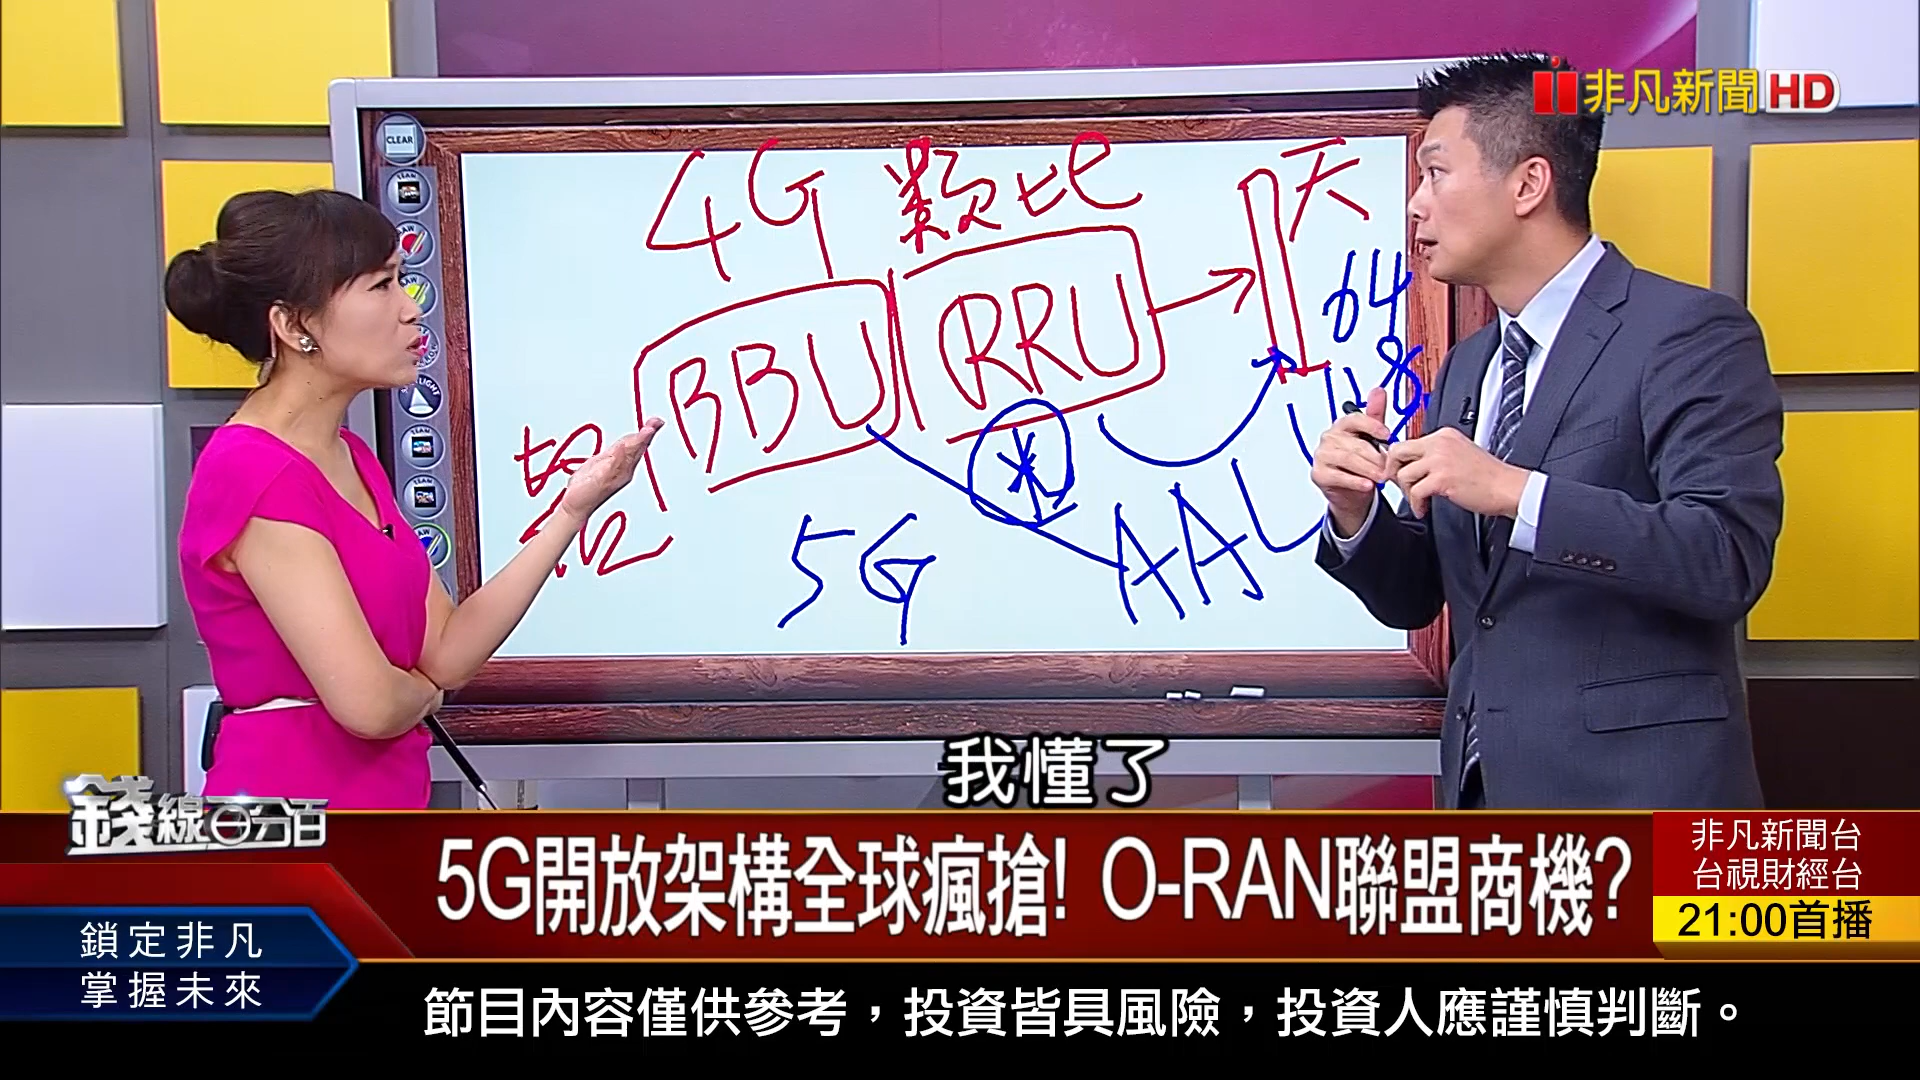 非凡新聞HD
CLEAR
4G 類比
天
BBU
RRU
64
5G
AAU
我懂了
錢線百分百
5G開放架構全球瘋搶! O-RAN聯盟商機?
非凡新聞台
台視財經台
21:00首播
鎖定非凡
掌握未來
節目內容僅供參考，投資皆具風險，投資人應謹慎判斷。